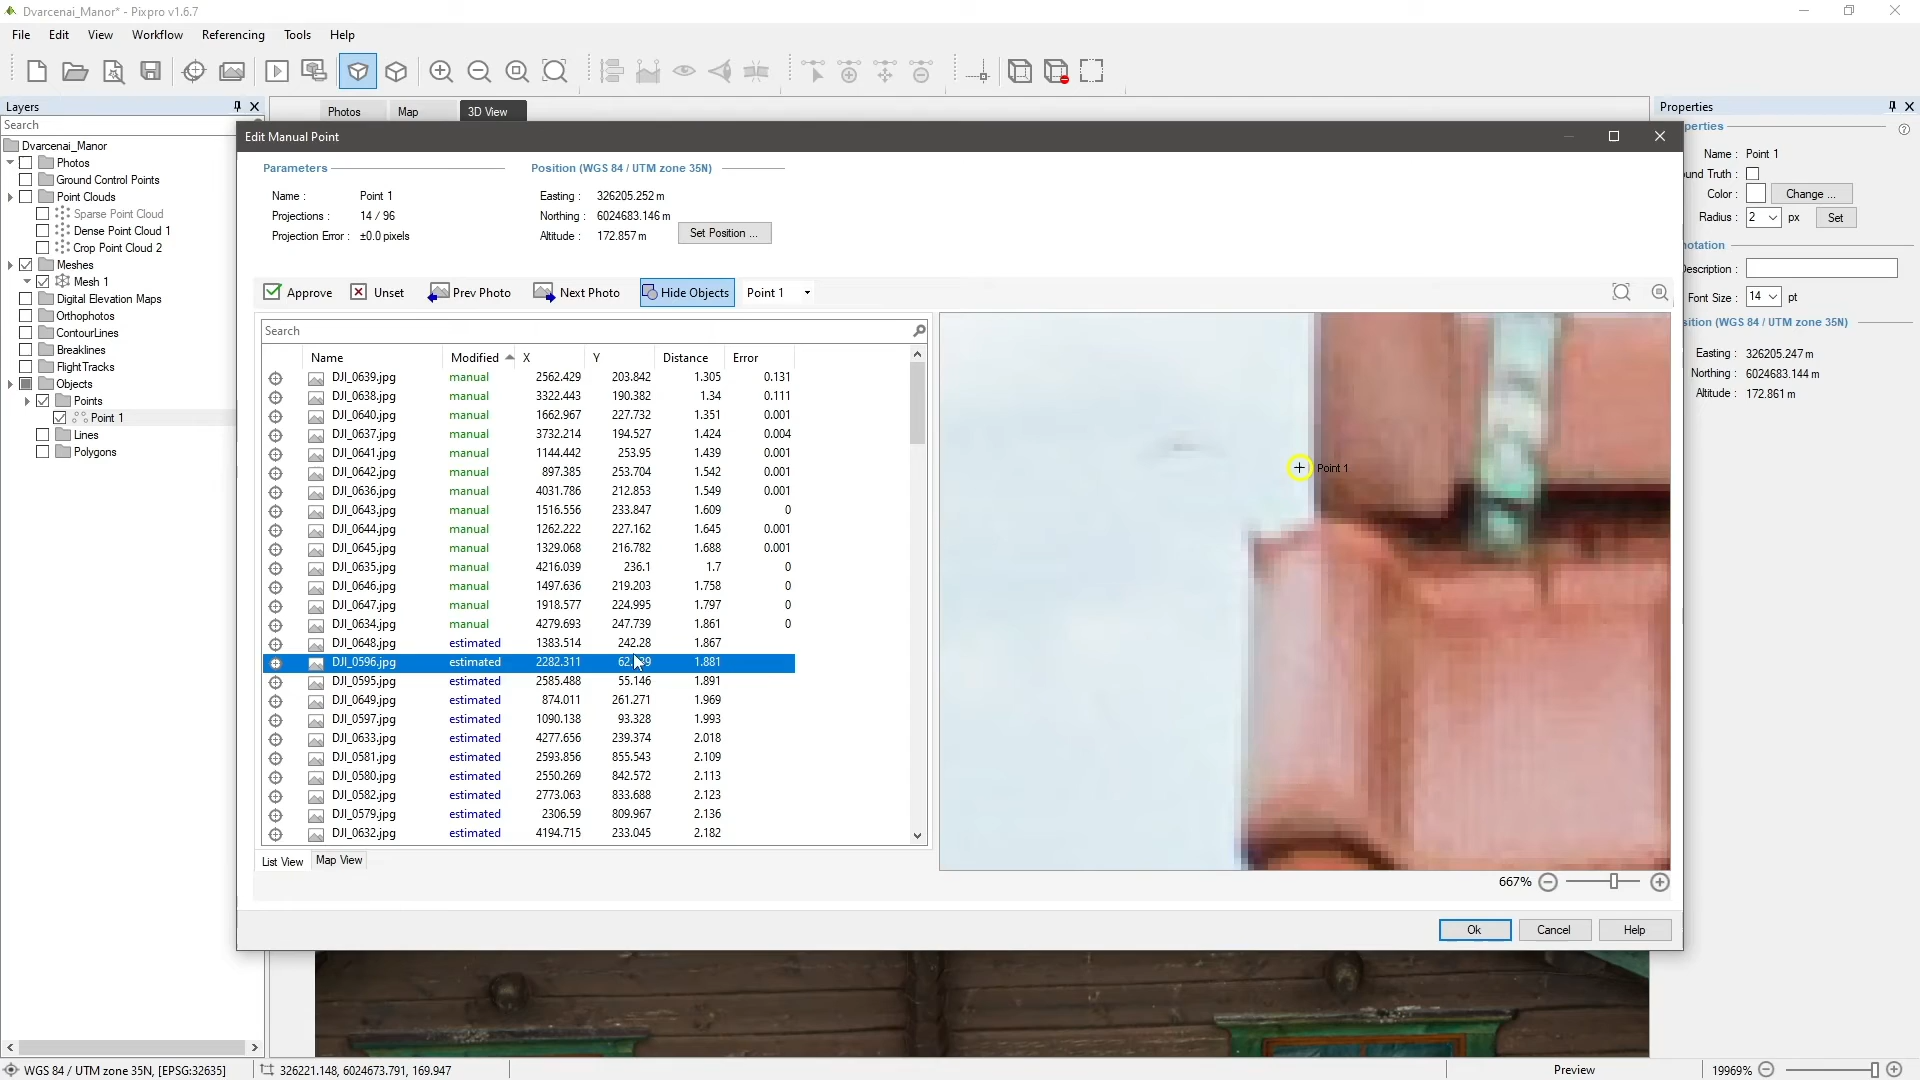 Dvarcenai_Manor* - Pixpro v1.6.7
File Edit View Workflow Referencing Tools Help
Layers
Search
Dvarcenai_Manor
Photos
Ground Control Points
Point Clouds
Sparse Point Cloud
Dense Point Cloud 1
Crop Point Cloud 2
Meshes
Mesh 1
Digital Elevation Maps
Orthophotos
ContourLines
Breaklines
FlightTracks
Objects
Points
Point 1
Lines
Polygons
Photos Map 3D View
Edit Manual Point
Parameters
Name : Point 1
Projections : 14 / 96
Projection Error : ±0.0 pixels
Position (WGS 84 / UTM zone 35N)
Easting : 326205.252 m
Northing : 6024683.146 m
Altitude : 172.857 m
Set Position ...
Approve Unset Prev Photo Next Photo Hide Objects Point 1
Search
Name Modified X Y Distance Error
DJI_0639.jpg manual 2562.429 203.842 1.305 0.131
DJI_0638.jpg manual 3322.443 190.382 1.34 0.111
DJI_0640.jpg manual 1662.967 227.732 1.351 0.001
DJI_0637.jpg manual 3732.214 194.527 1.424 0.004
DJI_0641.jpg manual 1144.442 253.95 1.439 0.001
DJI_0642.jpg manual 897.385 253.704 1.542 0.001
DJI_0636.jpg manual 4031.786 212.853 1.549 0.001
DJI_0643.jpg manual 1516.556 233.847 1.609 0
DJI_0644.jpg manual 1262.222 227.162 1.645 0.001
DJI_0645.jpg manual 1329.068 216.782 1.688 0.001
DJI_0635.jpg manual 4216.039 236.1 1.7 0
DJI_0646.jpg manual 1497.636 219.203 1.758 0
DJI_0647.jpg manual 1918.577 224.995 1.797 0
DJI_0634.jpg manual 4279.693 247.739 1.861 0
DJI_0648.jpg estimated 1383.514 242.28 1.867
DJI_0596.jpg estimated 2282.311 1.881
DJI_0595.jpg estimated 2585.488 55.146 1.891
DJI_0649.jpg estimated 874.011 261.271 1.969
DJI_0597.jpg estimated 1090.138 93.328 1.993
DJI_0633.jpg estimated 4277.656 239.374 2.018
DJI_0581.jpg estimated 2593.856 855.543 2.109
DJI_0580.jpg estimated 2550.269 842.572 2.113
DJI_0582.jpg estimated 2773.063 833.688 2.123
DJI_0579.jpg estimated 2306.59 809.967 2.136
DJI_0632.jpg estimated 4194.715 233.045 2.182
List View Map View
Point 1
667%
Ok Cancel Help
Properties
perties
Name : Point 1
und Truth :
Color : Change ...
Radius : 2 px Set
notation
Description :
Font Size : 14 pt
sition (WGS 84 / UTM zone 35N)
Easting : 326205.247 m
Northing : 6024683.144 m
Altitude : 172.861 m
WGS 84 / UTM zone 35N, [EPSG:32635] 326221.148, 6024673.791, 169.947 Preview 19969%